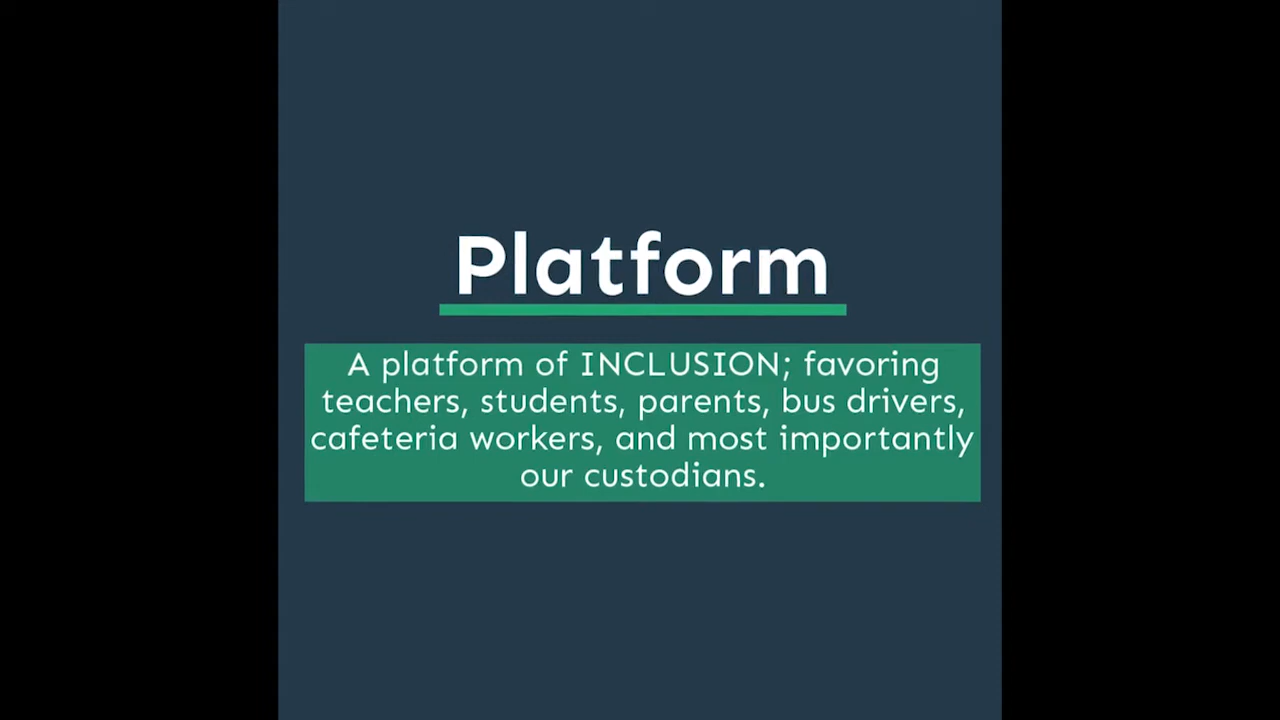 Platform
A platform of INCLUSION; favoring
teachers, students, parents, bus drivers,
cafeteria workers, and most importantly
our custodians.